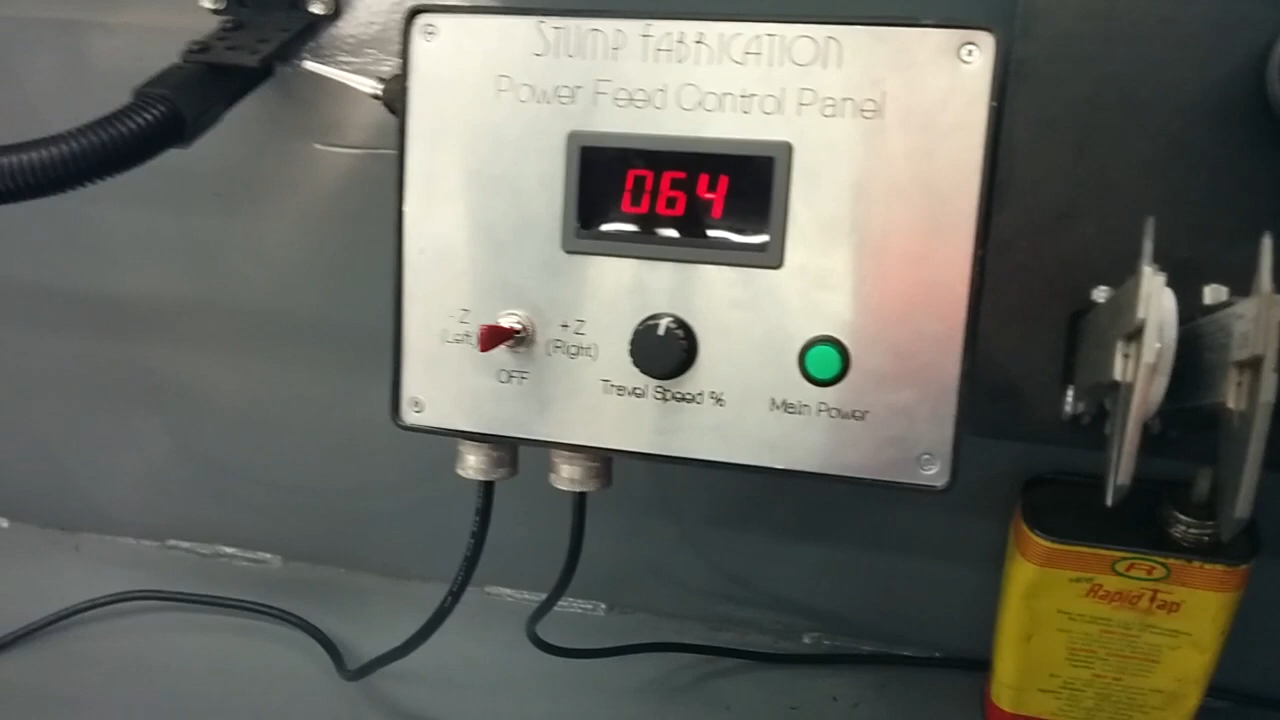 Stump Fabrication
Power Feed Control Panel
064
- Z
(Left)
+ Z
(Right)
OFF
Travel Speed %
Main Power
R
Rapid Tap